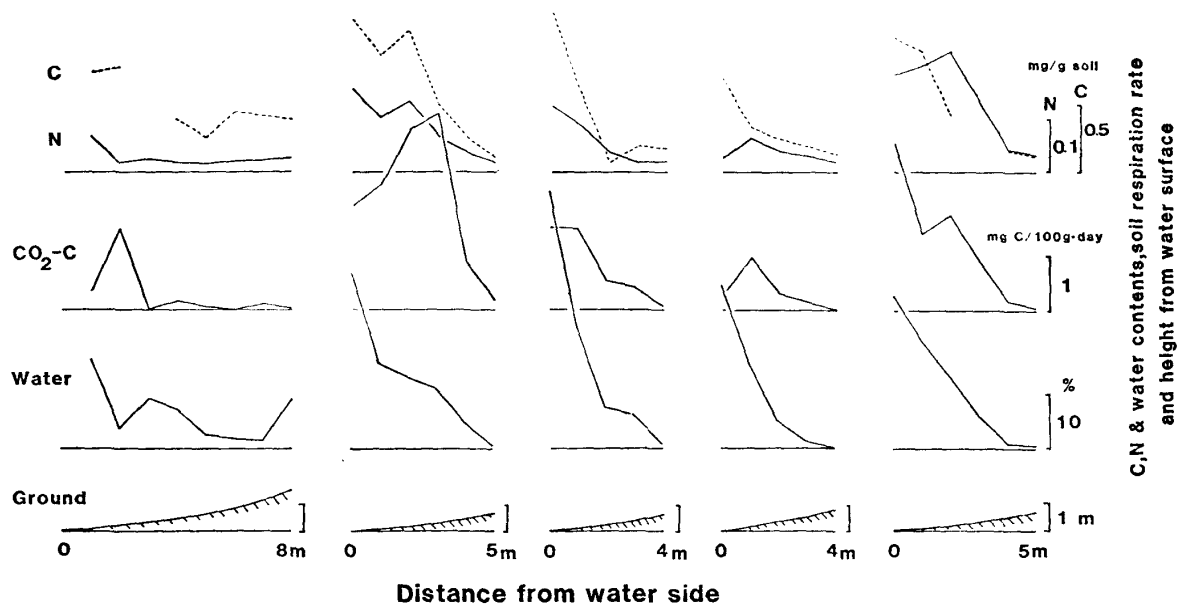 C
N
CO2-C
Water
Ground
mg/g soil
N
C
0.1
0.5
mg C/100g·day
1
%
10
1 m
0
8m
0
5m
0
4m
0
4m
0
5m
Distance from water side
C,N & water contents,soil respiration rate
and height from water surface